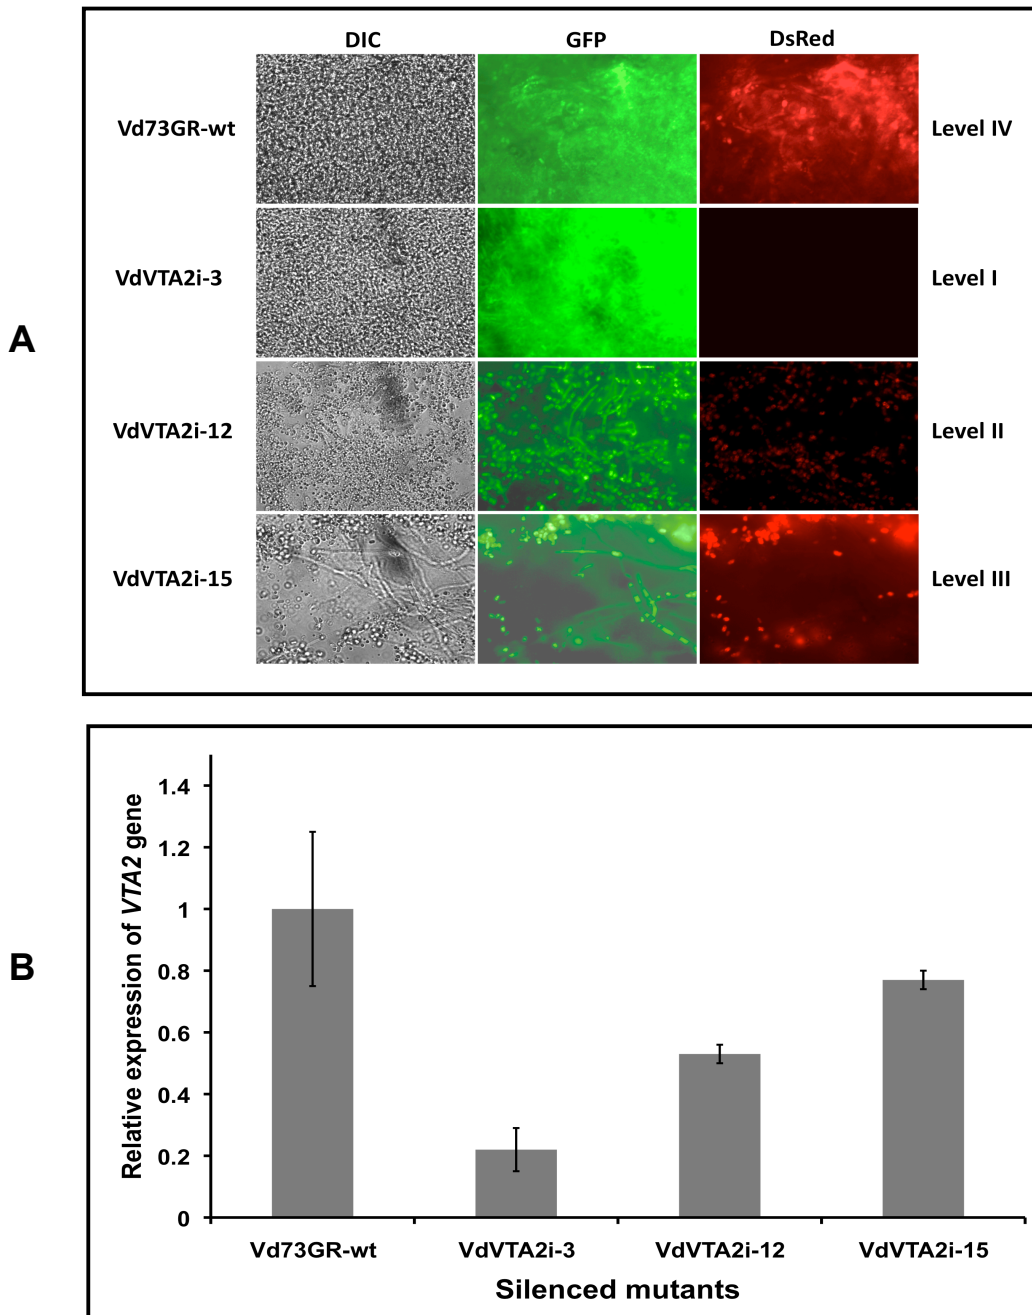 A
DIC GFP DsRed
Vd73GR-wt Level IV
VdVTA2i-3 Level I
VdVTA2i-12 Level II
VdVTA2i-15 Level III
B
Relative expression of VTA2 gene
1.4
1.2
1
0.8
0.6
0.4
0.2
0
Vd73GR-wt VdVTA2i-3 VdVTA2i-12 VdVTA2i-15
Silenced mutants